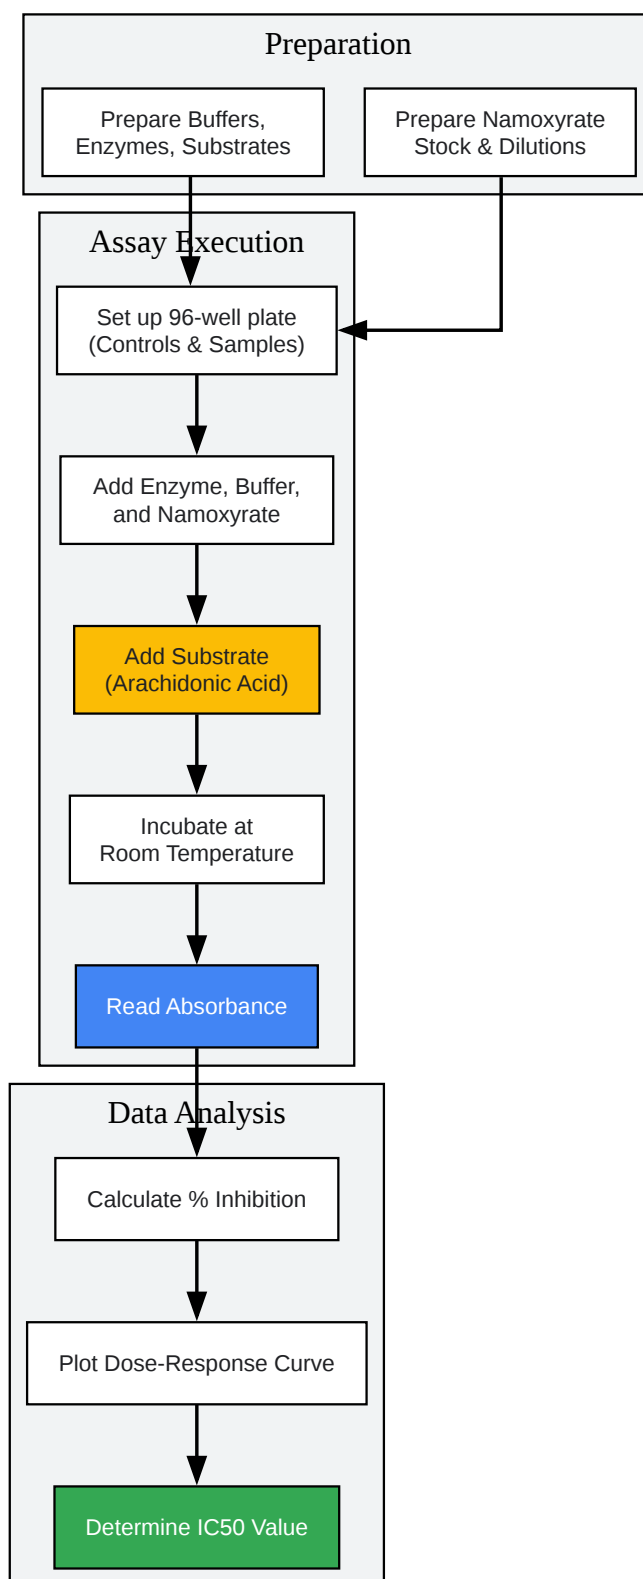 Preparation
Prepare Buffers,
Enzymes, Substrates
Prepare Namoxyrate
Stock & Dilutions
Assay Execution
Set up 96-well plate
(Controls & Samples)
Add Enzyme, Buffer,
and Namoxyrate
Add Substrate
(Arachidonic Acid)
Incubate at
Room Temperature
Read Absorbance
Data Analysis
Calculate % Inhibition
Plot Dose-Response Curve
Determine IC50 Value